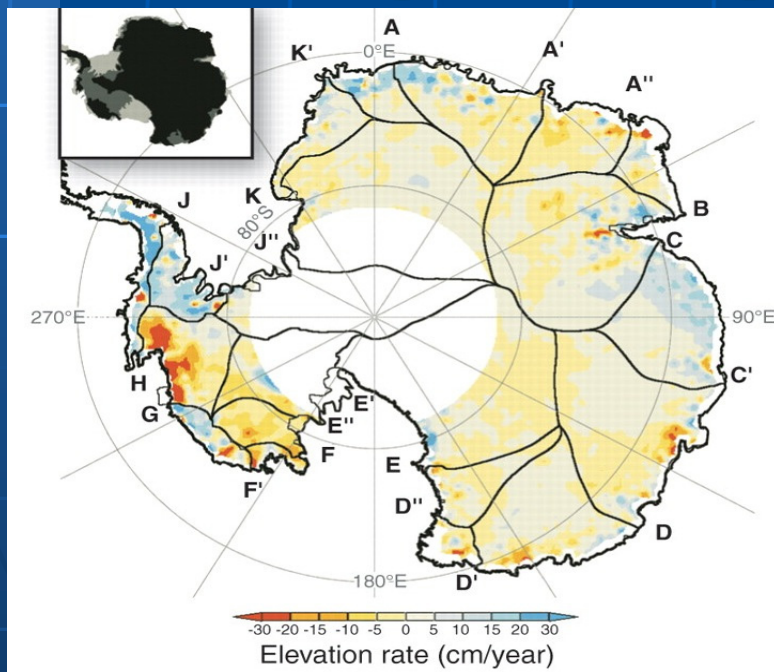 A
K'
0°E
A'
A"
K
80°S
B
J
J"
C
J'
270°E
90°E
H
C'
G
E'
E"
F
E
F'
D"
D
D'
180°E
-30 -20 -15 -10 -5 0 5 10 15 20 30
Elevation rate (cm/year)